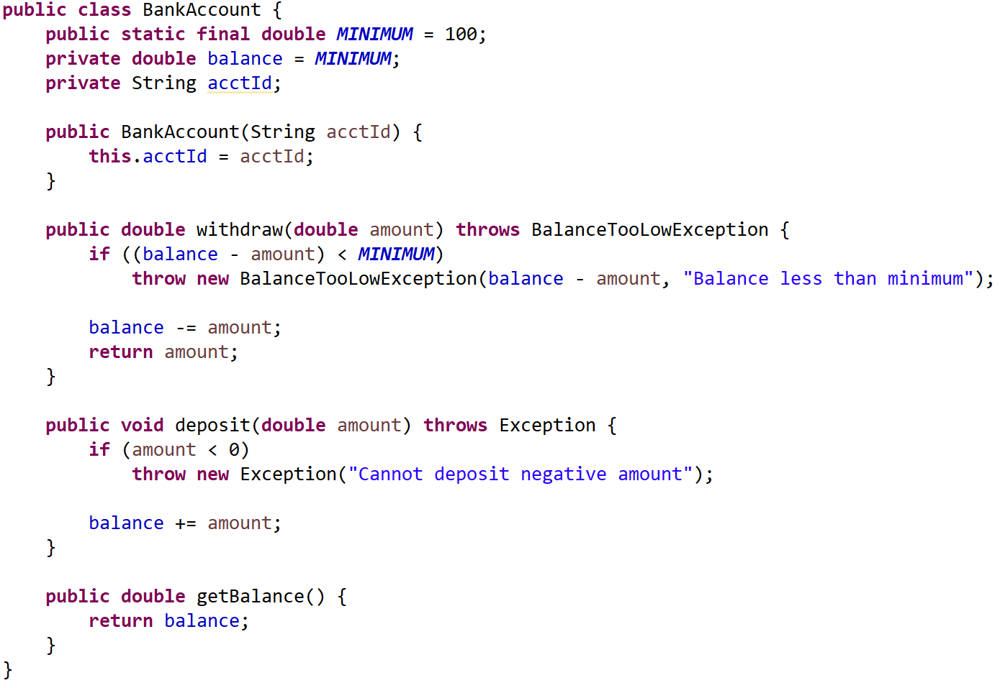 public class BankAccount {
    public static final double MINIMUM = 100;
    private double balance = MINIMUM;
    private String acctId;

    public BankAccount(String acctId) {
        this.acctId = acctId;
    }

    public double withdraw(double amount) throws BalanceTooLowException {
        if ((balance - amount) < MINIMUM)
            throw new BalanceTooLowException(balance - amount, "Balance less than minimum");

        balance -= amount;
        return amount;
    }

    public void deposit(double amount) throws Exception {
        if (amount < 0)
            throw new Exception("Cannot deposit negative amount");

        balance += amount;
    }

    public double getBalance() {
        return balance;
    }
}